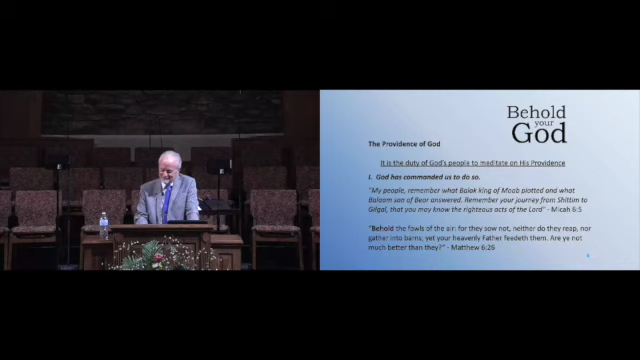 Behold
your
God
The Providence of God
It is the duty of God's people to meditate on His Providence
I. God has commanded us to do so.
"My people, remember what Balak king of Moab plotted and what
Balaam son of Beor answered. Remember your journey from Shittim to
Gilgal, that you may know the righteous acts of the Lord" - Micah 6:5
"Behold the fowls of the air: for they sow not, neither do they reap, nor
gather into barns; yet your heavenly Father feedeth them. Are ye not
much better than they?" - Matthew 6:26